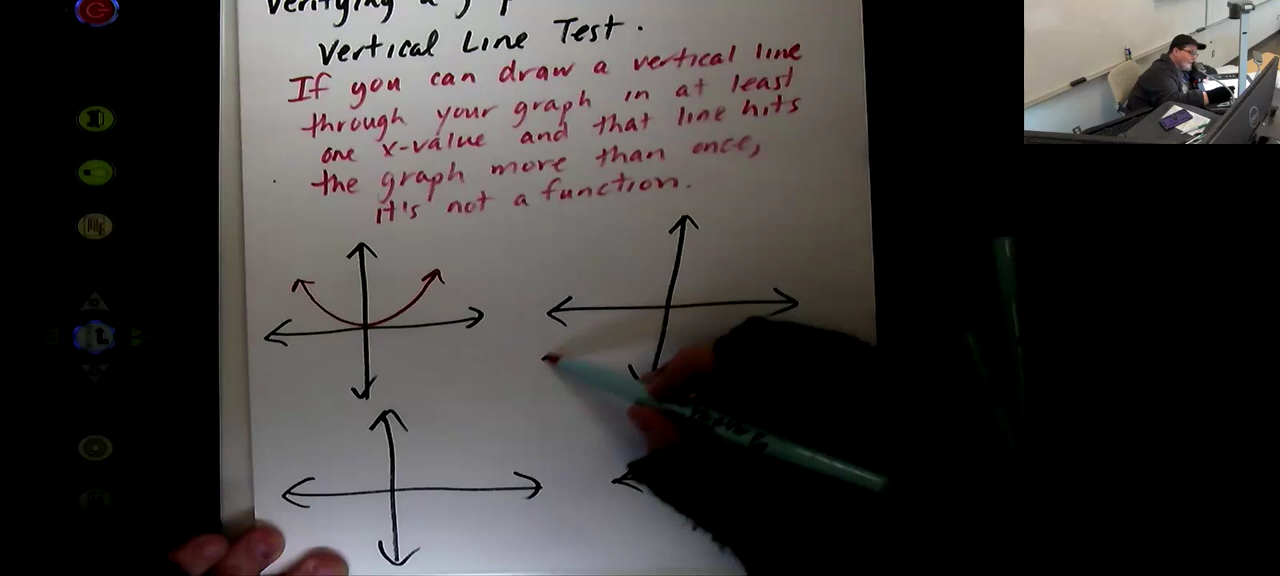 Verifying a
Vertical Line Test.
If you can draw a vertical line
through your graph in at least
one x-value and that line hits
the graph more than once,
it's not a function.